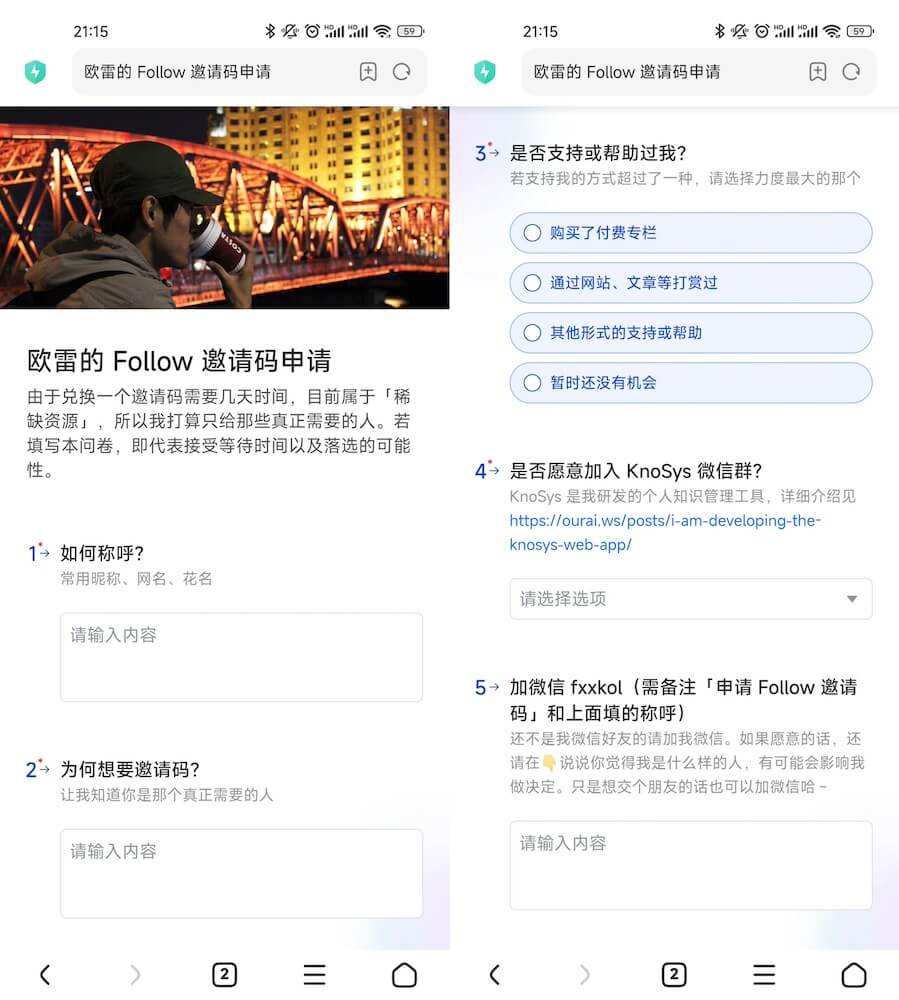 21:15
HD HD 59
欧雷的 Follow 邀请码申请
COSTA
欧雷的 Follow 邀请码申请
由于兑换一个邀请码需要几天时间，目前属于「稀
缺资源」，所以我打算只给那些真正需要的人。若
填写本问卷，即代表接受等待时间以及落选的可能
性。
1* 如何称呼？
常用昵称、网名、花名
请输入内容
2* 为何想要邀请码？
让我知道你是那个真正需要的人
请输入内容
2
21:15
HD HD 59
欧雷的 Follow 邀请码申请
3* 是否支持或帮助过我？
若支持我的方式超过了一种，请选择力度最大的那个
购买了付费专栏
通过网站、文章等打赏过
其他形式的支持或帮助
暂时还没有机会
4* 是否愿意加入 KnoSys 微信群？
KnoSys 是我研发的个人知识管理工具，详细介绍见
https://ourai.ws/posts/i-am-developing-the-
knosys-web-app/
请选择选项
5 加微信 fxxkol（需备注「申请 Follow 邀请
码」和上面填的称呼）
还不是我微信好友的请加我微信。如果愿意的话，还
请在👇说说你觉得我是什么样的人，有可能会影响我
做决定。只是想交个朋友的话也可以加微信哈 ~
请输入内容
2